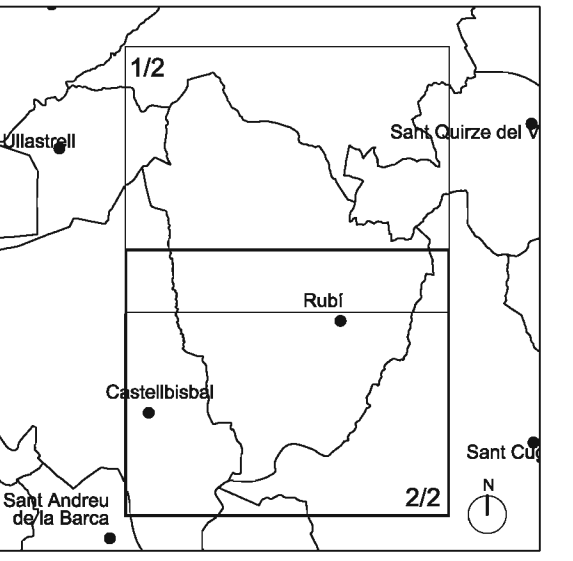 1/2
Ullastrell
Sant Quirze del V
Rubí
Castellbisbal
Sant Cug
2/2
N
Sant Andreu
de la Barca